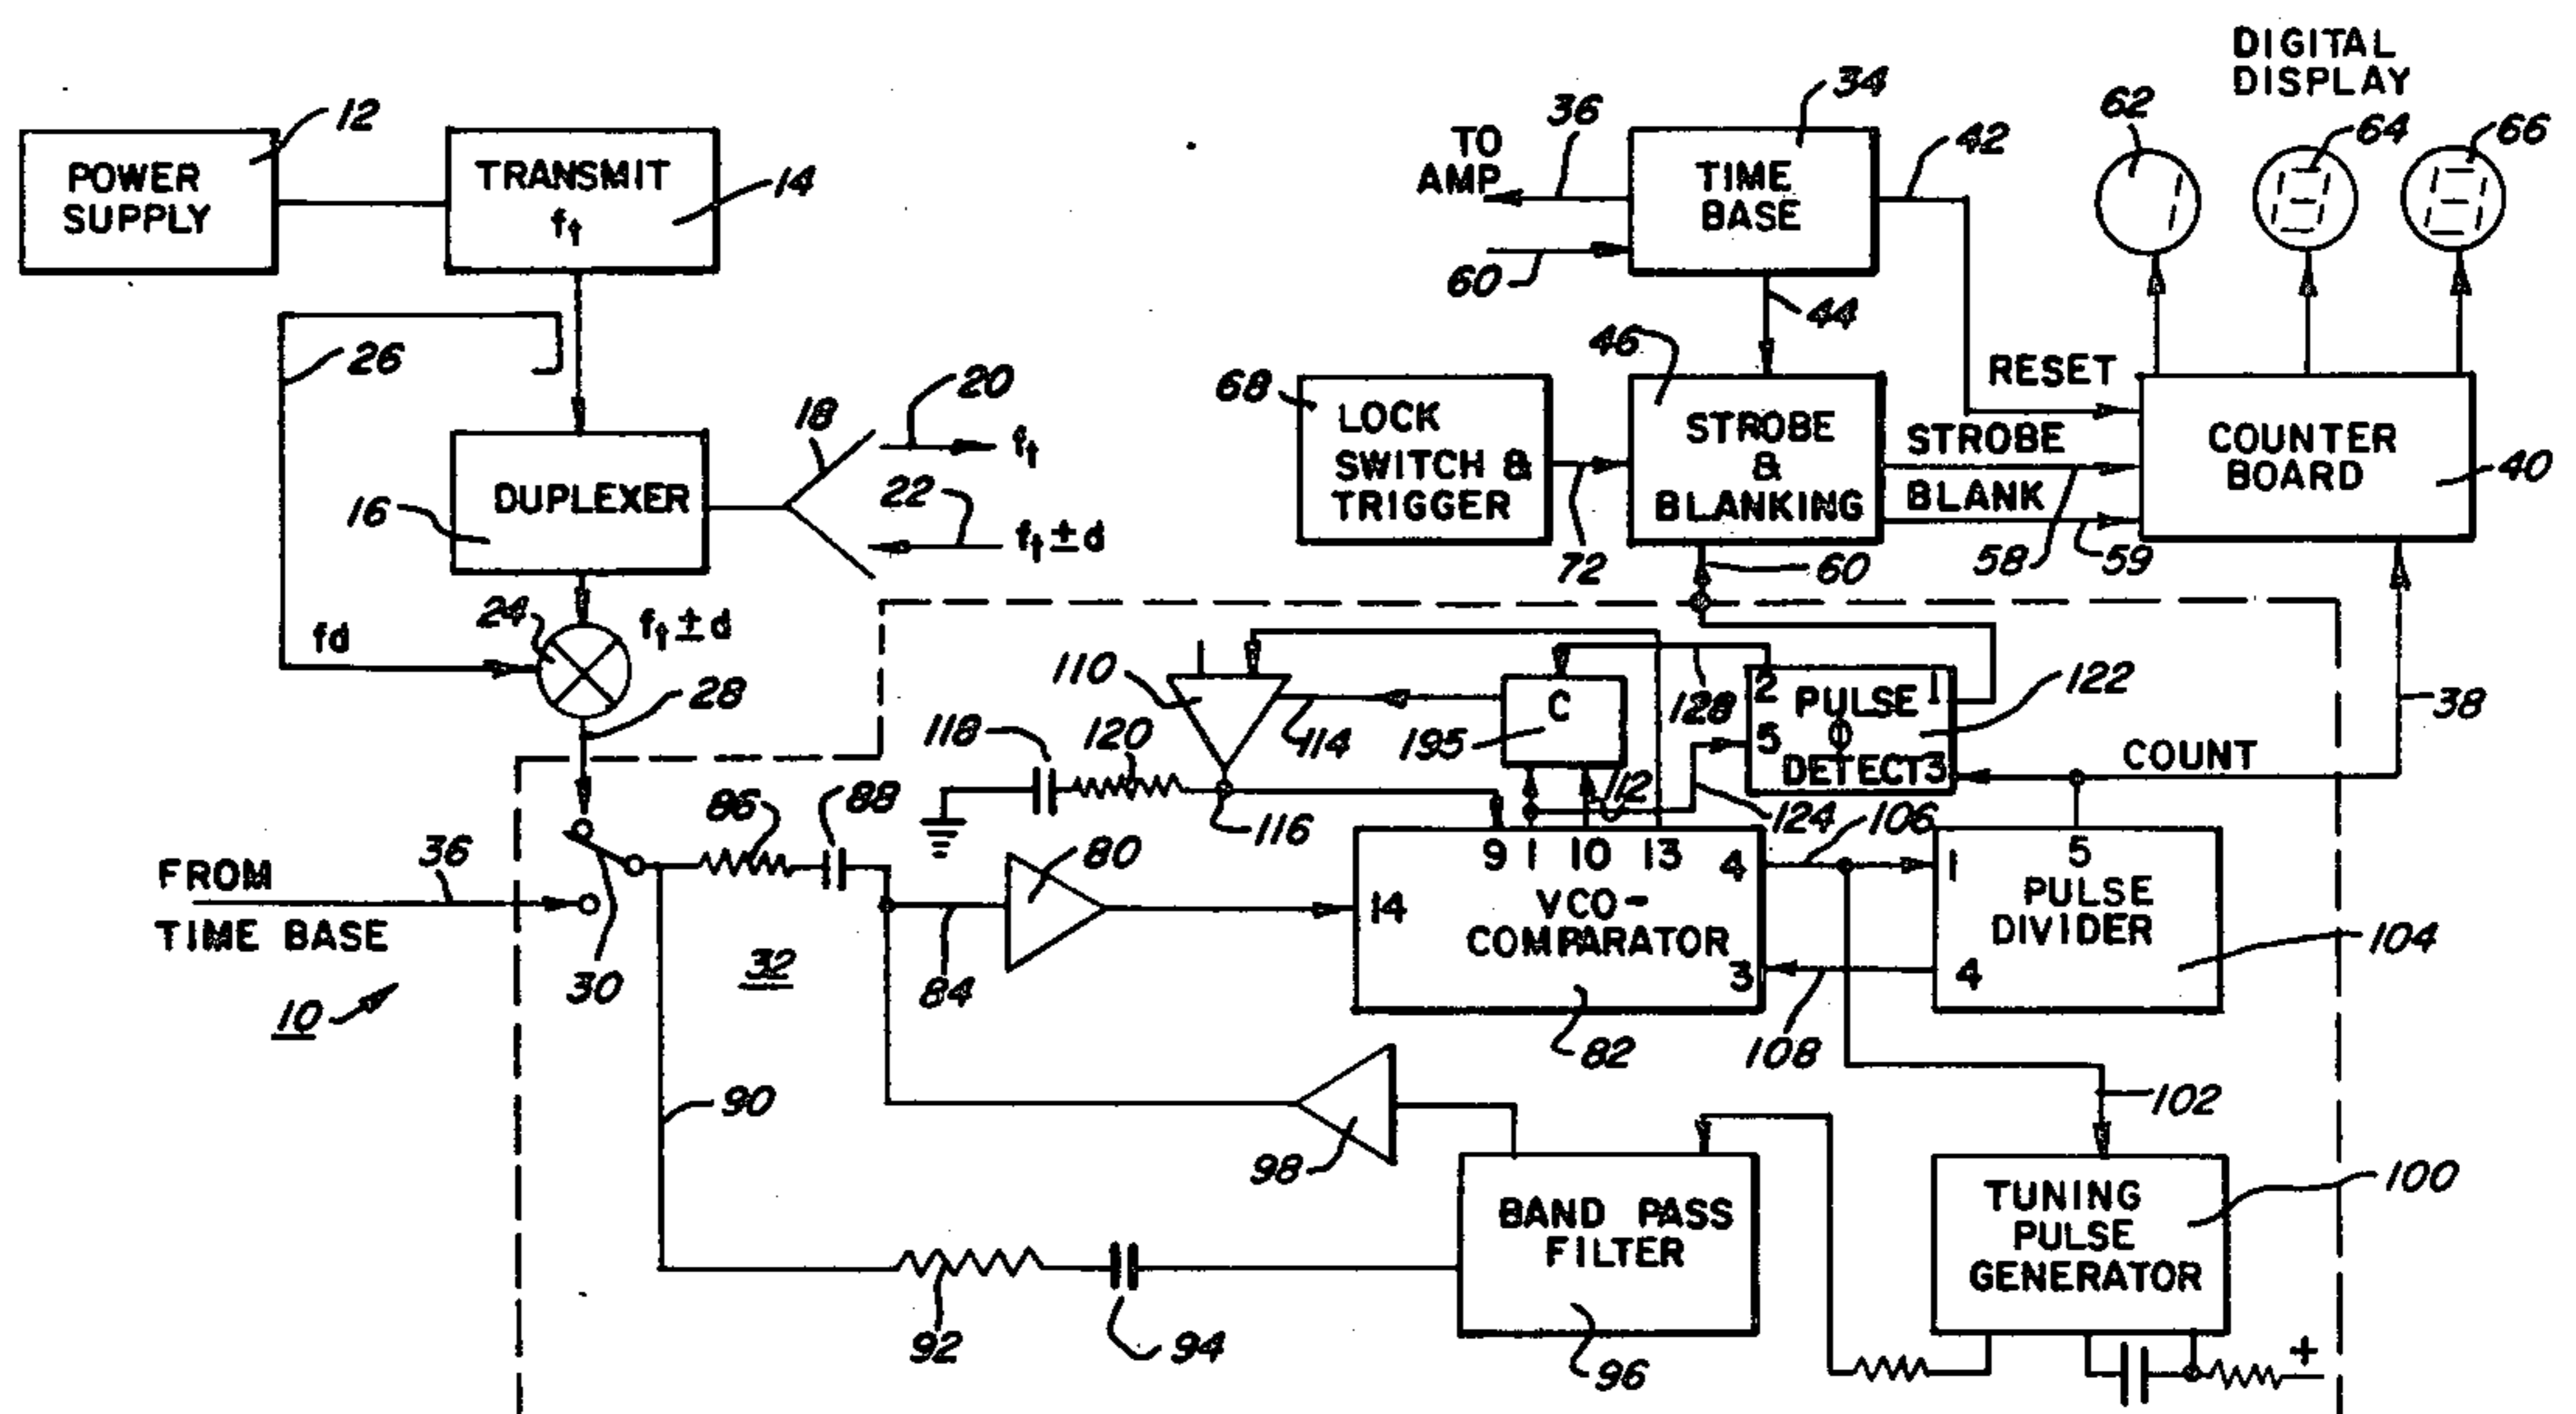 DIGITAL
DISPLAY
12
POWER
SUPPLY
TRANSMIT
ft
14
TO
AMP
36
60
34
TIME
BASE
42
44
62
64
66
26
16
DUPLEXER
18
20
ft
22
ft ± d
68
LOCK
SWITCH &
TRIGGER
72
46
STROBE
&
BLANKING
60
RESET
STROBE
BLANK
58
59
COUNTER
BOARD
40
24
fd
ft ± d
28
110
114
118
120
116
C
195
112
128
2
1
5
3
PULSE
Φ
DETECT
122
124
COUNT
38
FROM
TIME BASE
36
10
30
32
86
88
84
80
14
9 1 10 13
4
3
VCO-
COMPARATOR
82
106
108
1
5
4
PULSE
DIVIDER
104
90
92
94
98
BAND PASS
FILTER
96
102
TUNING
PULSE
GENERATOR
100
+